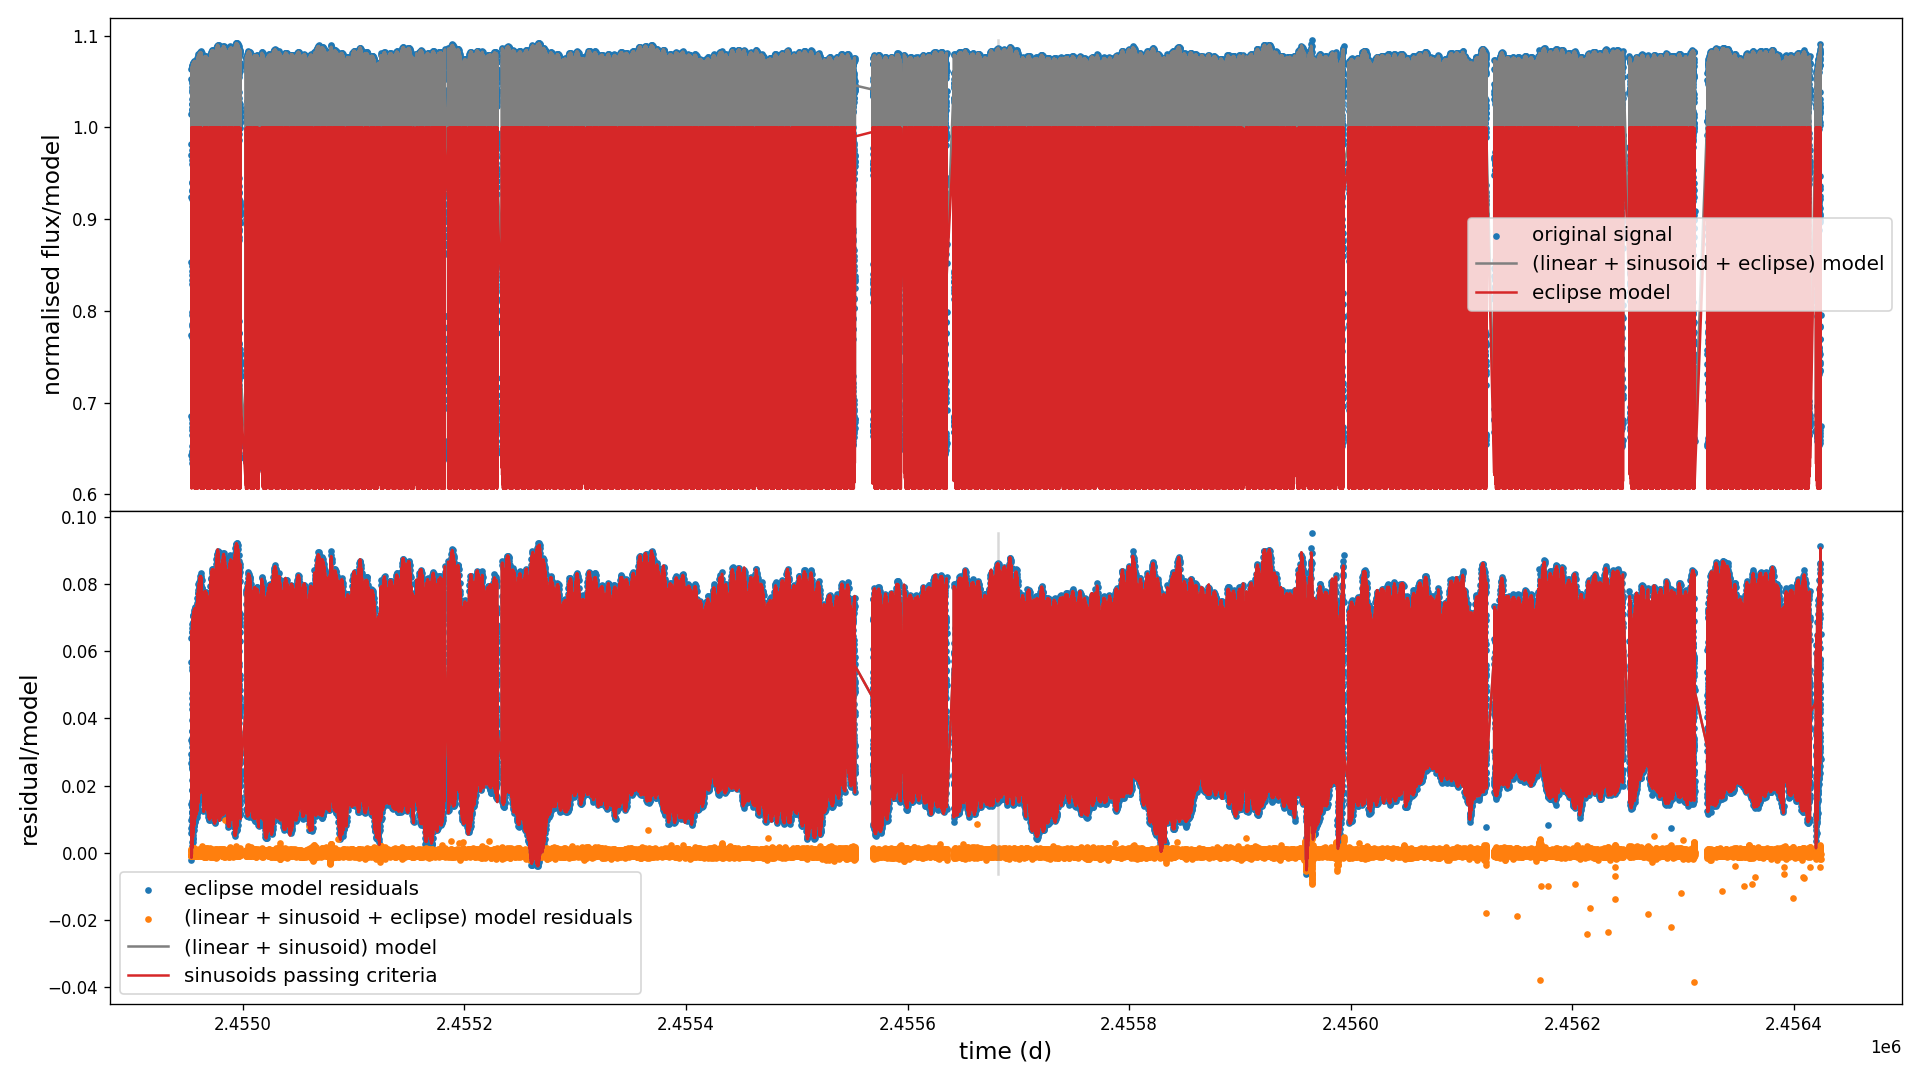 1.1
1.0
0.9
0.8
0.7
0.6
normalised flux/model
original signal
(linear + sinusoid + eclipse) model
eclipse model
0.10
0.08
0.06
0.04
0.02
0.00
−0.02
−0.04
residual/model
eclipse model residuals
(linear + sinusoid + eclipse) model residuals
(linear + sinusoid) model
sinusoids passing criteria
2.4550 2.4552 2.4554 2.4556 2.4558 2.4560 2.4562 2.4564
1e6
time (d)